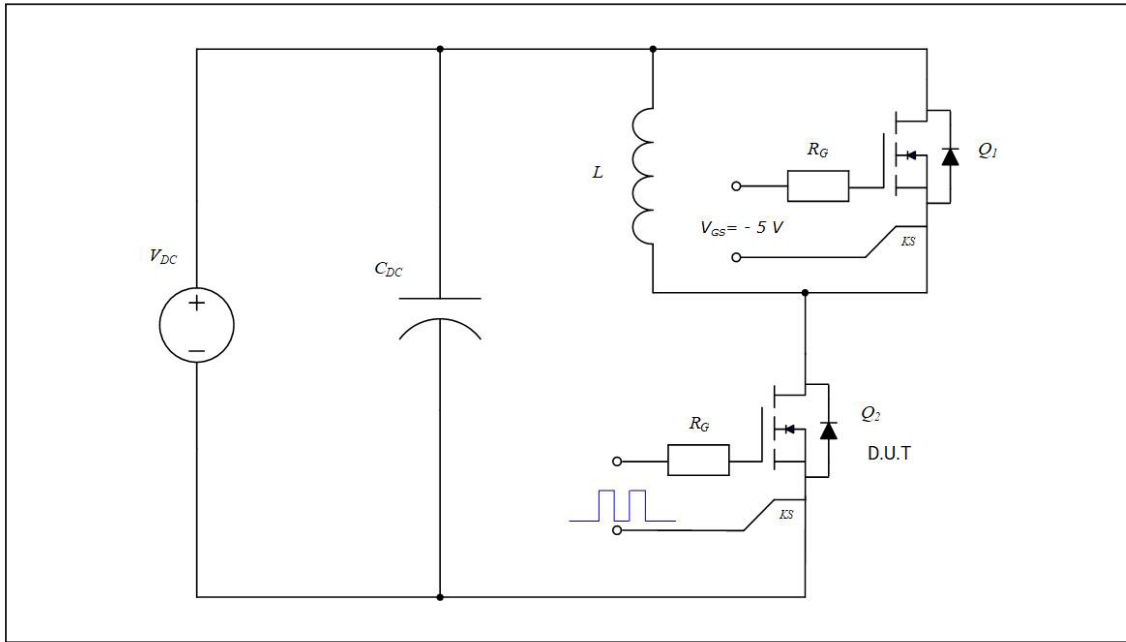 R_G
Q_1
L
V_GS= - 5 V
KS
V_DC
C_DC
R_G
Q_2
D.U.T
KS